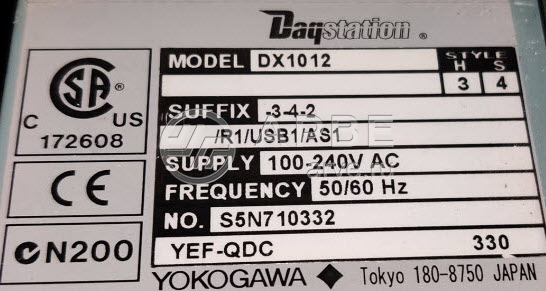 Daqstation ®
MODEL DX1012 STYLE
H S
3 4
SUFFIX -3-4-2
/R1/USB1/AS1
SUPPLY 100-240V AC
FREQUENCY 50/60 Hz
NO. S5N710332
YEF-QDC 330
YOKOGAWA Tokyo 180-8750 JAPAN
CSA
C US
172608
CE
N200